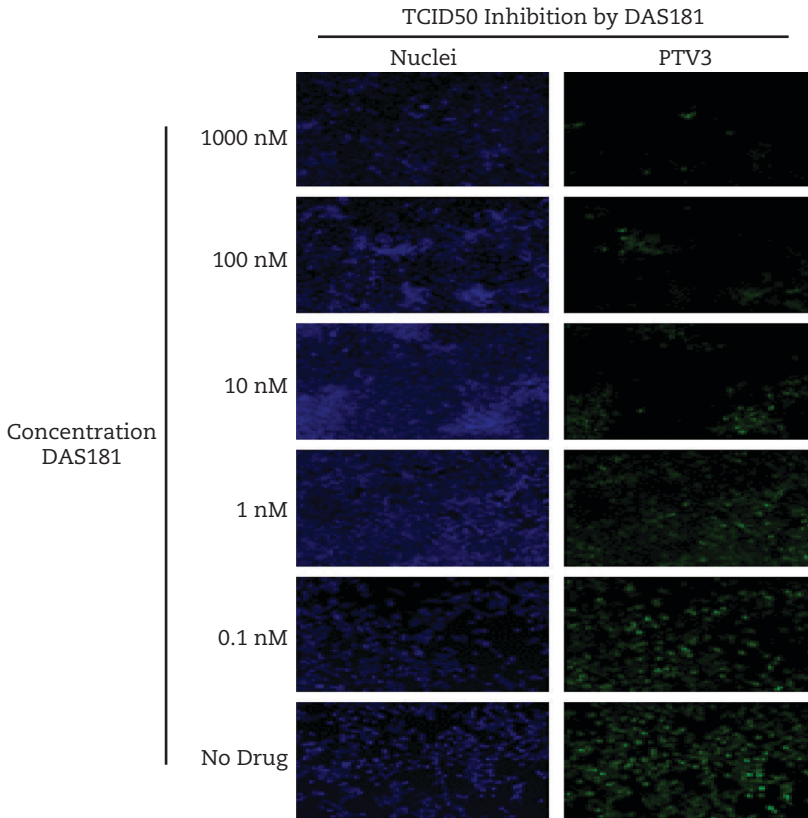 TCID50 Inhibition by DAS181
Nuclei
PTV3
1000 nM
100 nM
10 nM
Concentration
DAS181
1 nM
0.1 nM
No Drug